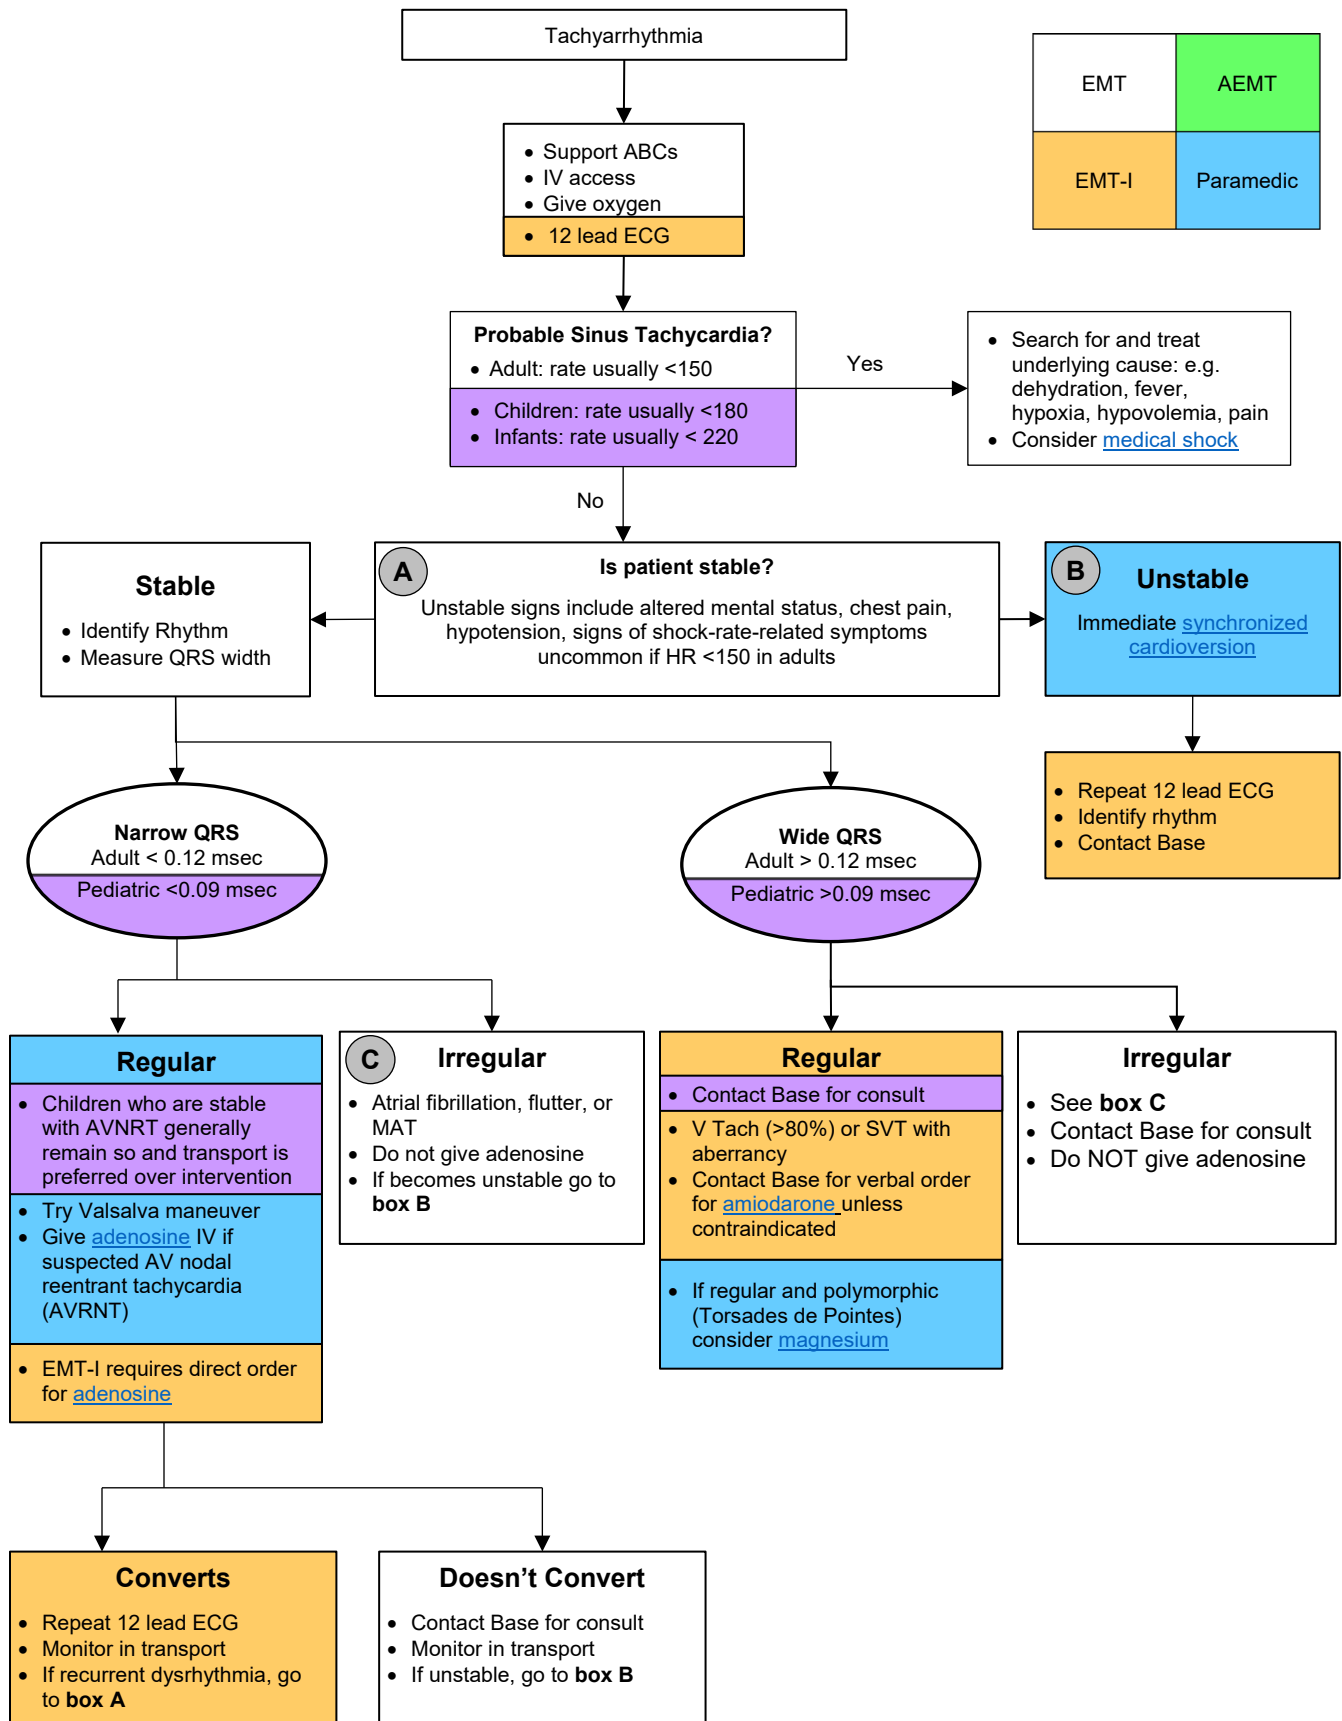 Tachyarrhythmia
EMT
AEMT
EMT-I
Paramedic
• Support ABCs
• IV access
• Give oxygen
• 12 lead ECG
Probable Sinus Tachycardia?
• Adult: rate usually <150
• Children: rate usually <180
• Infants: rate usually < 220
Yes
• Search for and treat
underlying cause: e.g.
dehydration, fever,
hypoxia, hypovolemia, pain
• Consider medical shock
No
Stable
• Identify Rhythm
• Measure QRS width
A
Is patient stable?
Unstable signs include altered mental status, chest pain,
hypotension, signs of shock-rate-related symptoms
uncommon if HR <150 in adults
B
Unstable
Immediate synchronized
cardioversion
• Repeat 12 lead ECG
• Identify rhythm
• Contact Base
Narrow QRS
Adult < 0.12 msec
Pediatric <0.09 msec
Wide QRS
Adult > 0.12 msec
Pediatric >0.09 msec
Regular
• Children who are stable
with AVNRT generally
remain so and transport is
preferred over intervention
• Try Valsalva maneuver
• Give adenosine IV if
suspected AV nodal
reentrant tachycardia
(AVRNT)
• EMT-I requires direct order
for adenosine
C
Irregular
• Atrial fibrillation, flutter, or
MAT
• Do not give adenosine
• If becomes unstable go to
box B
Regular
• Contact Base for consult
• V Tach (>80%) or SVT with
aberrancy
• Contact Base for verbal order
for amiodarone unless
contraindicated
• If regular and polymorphic
(Torsades de Pointes)
consider magnesium
Irregular
• See box C
• Contact Base for consult
• Do NOT give adenosine
Converts
• Repeat 12 lead ECG
• Monitor in transport
• If recurrent dysrhythmia, go
to box A
Doesn’t Convert
• Contact Base for consult
• Monitor in transport
• If unstable, go to box B